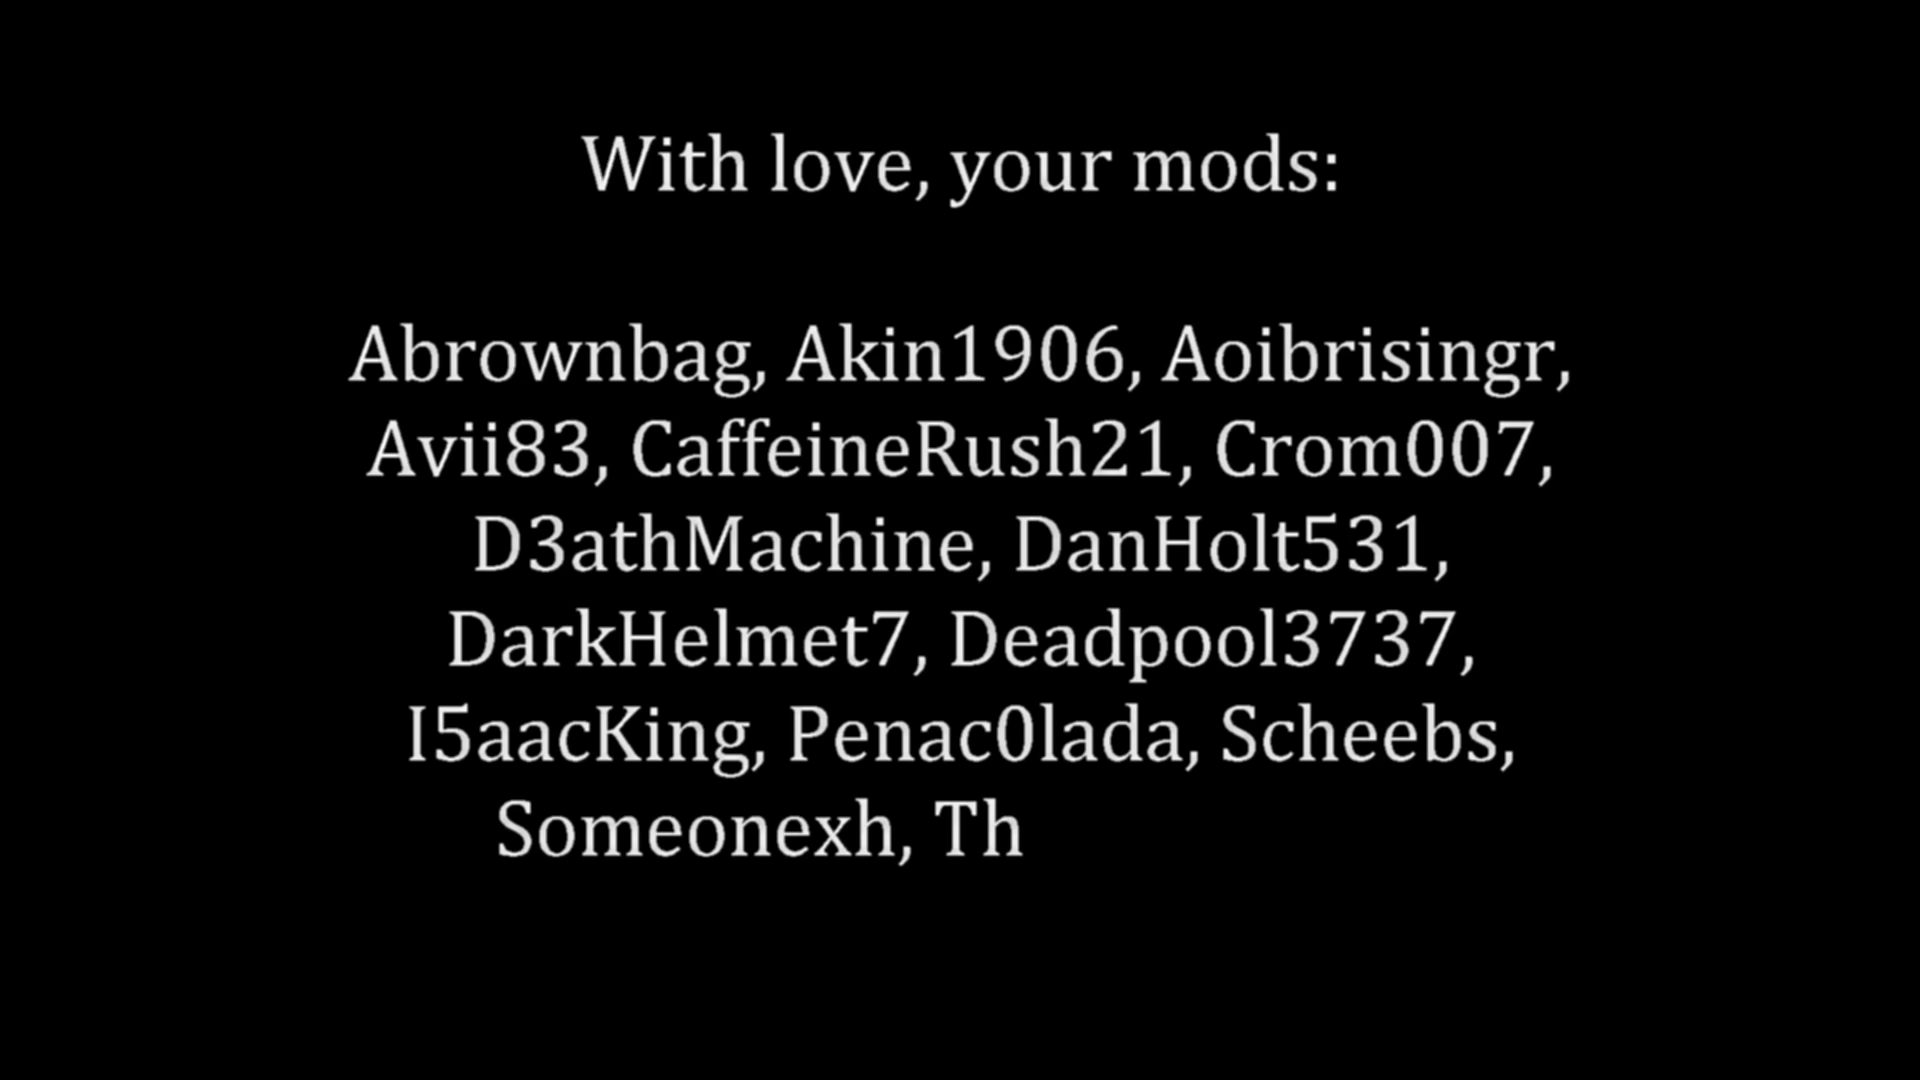 With love, your mods:
Abrownbag, Akin1906, Aoibrisingr,
Avii83, CaffeineRush21, Crom007,
D3athMachine, DanHolt531,
DarkHelmet7, Deadpool3737,
I5aacKing, Penac0lada, Scheebs,
Someonexh, Th